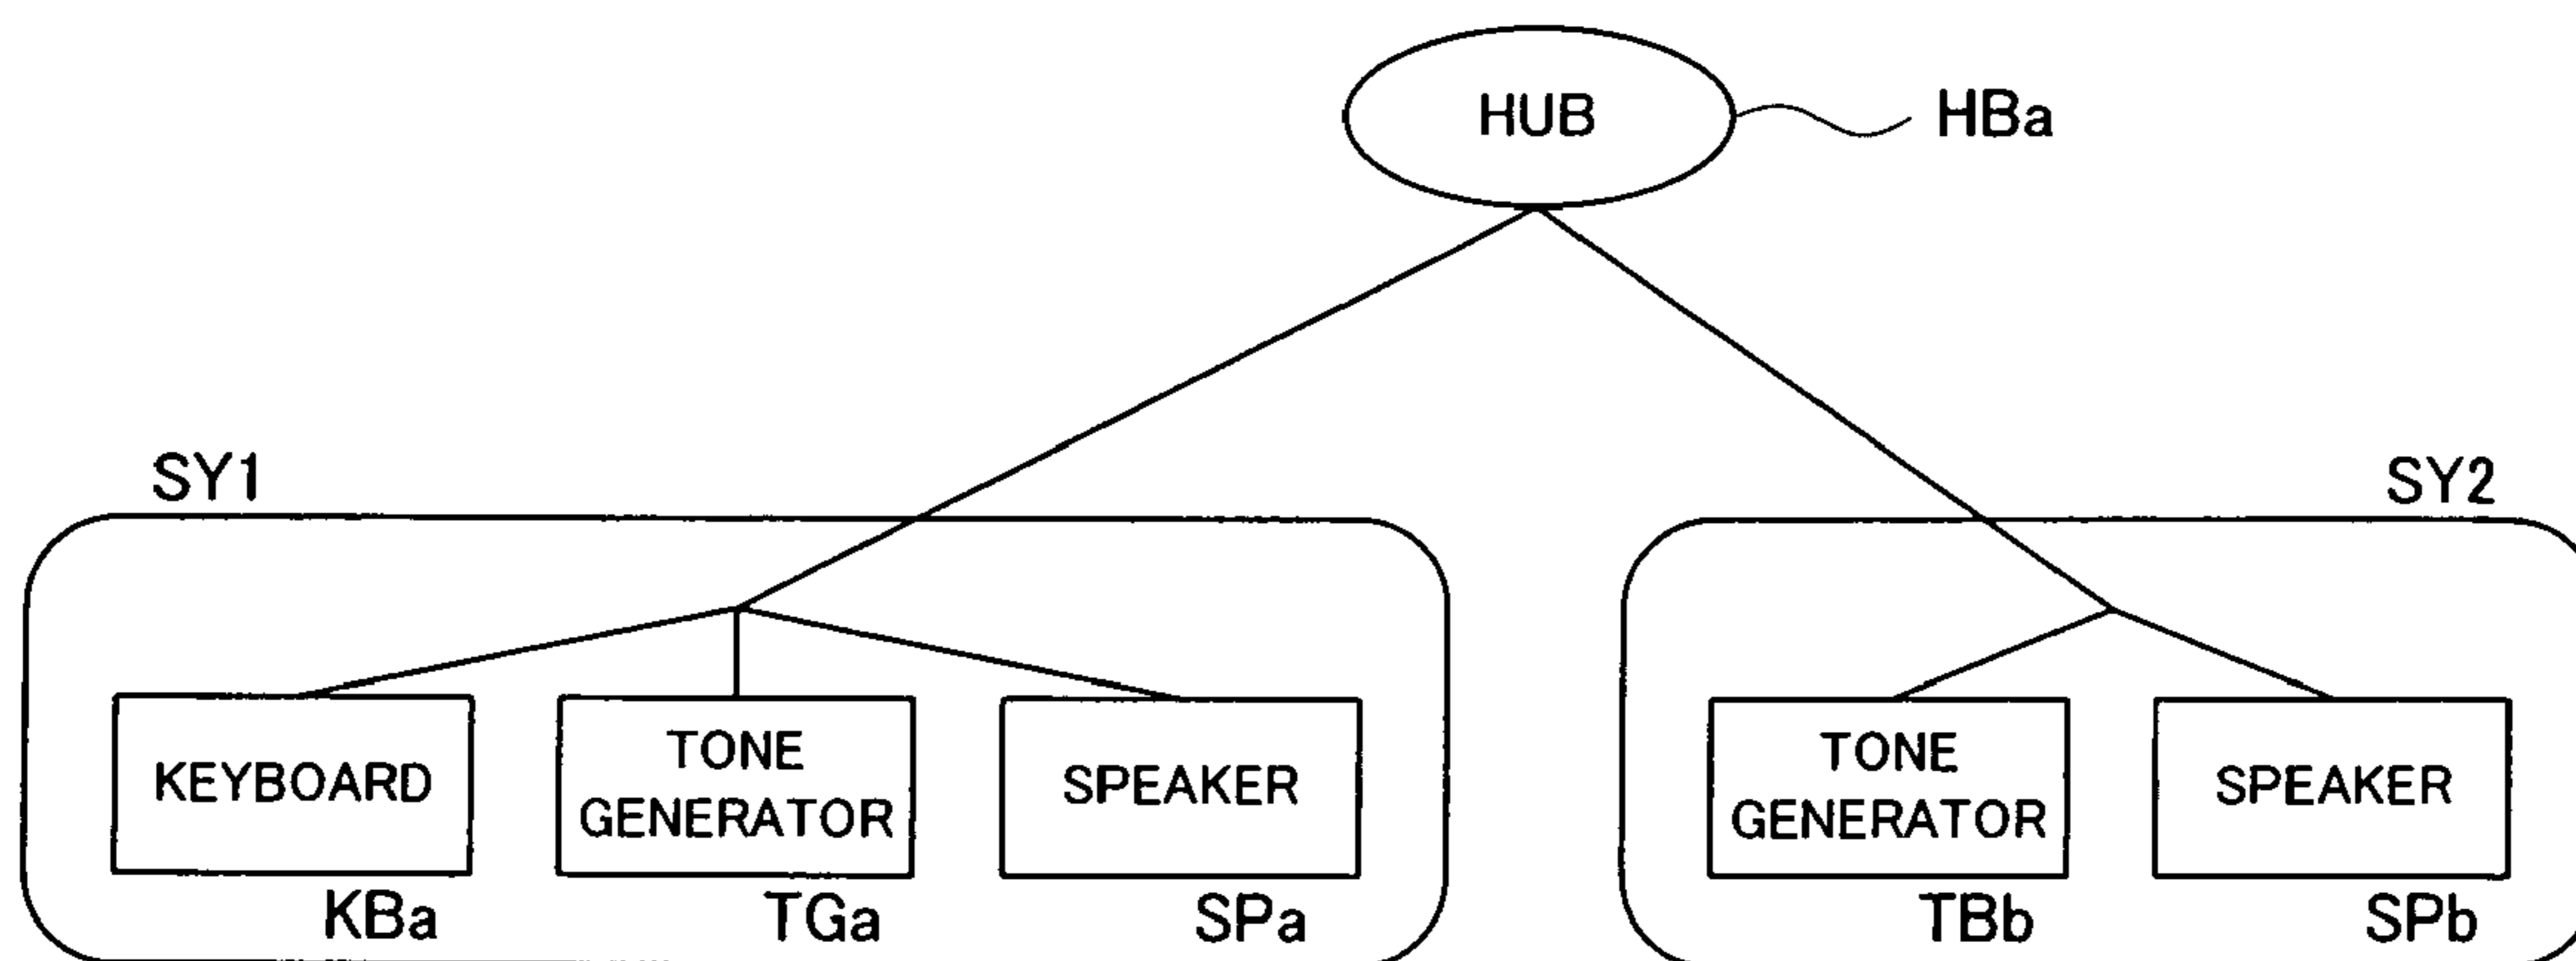 HUB
HBa
SY1
SY2
KEYBOARD
TONE
GENERATOR
SPEAKER
TONE
GENERATOR
SPEAKER
KBa
TGa
SPa
TBb
SPb